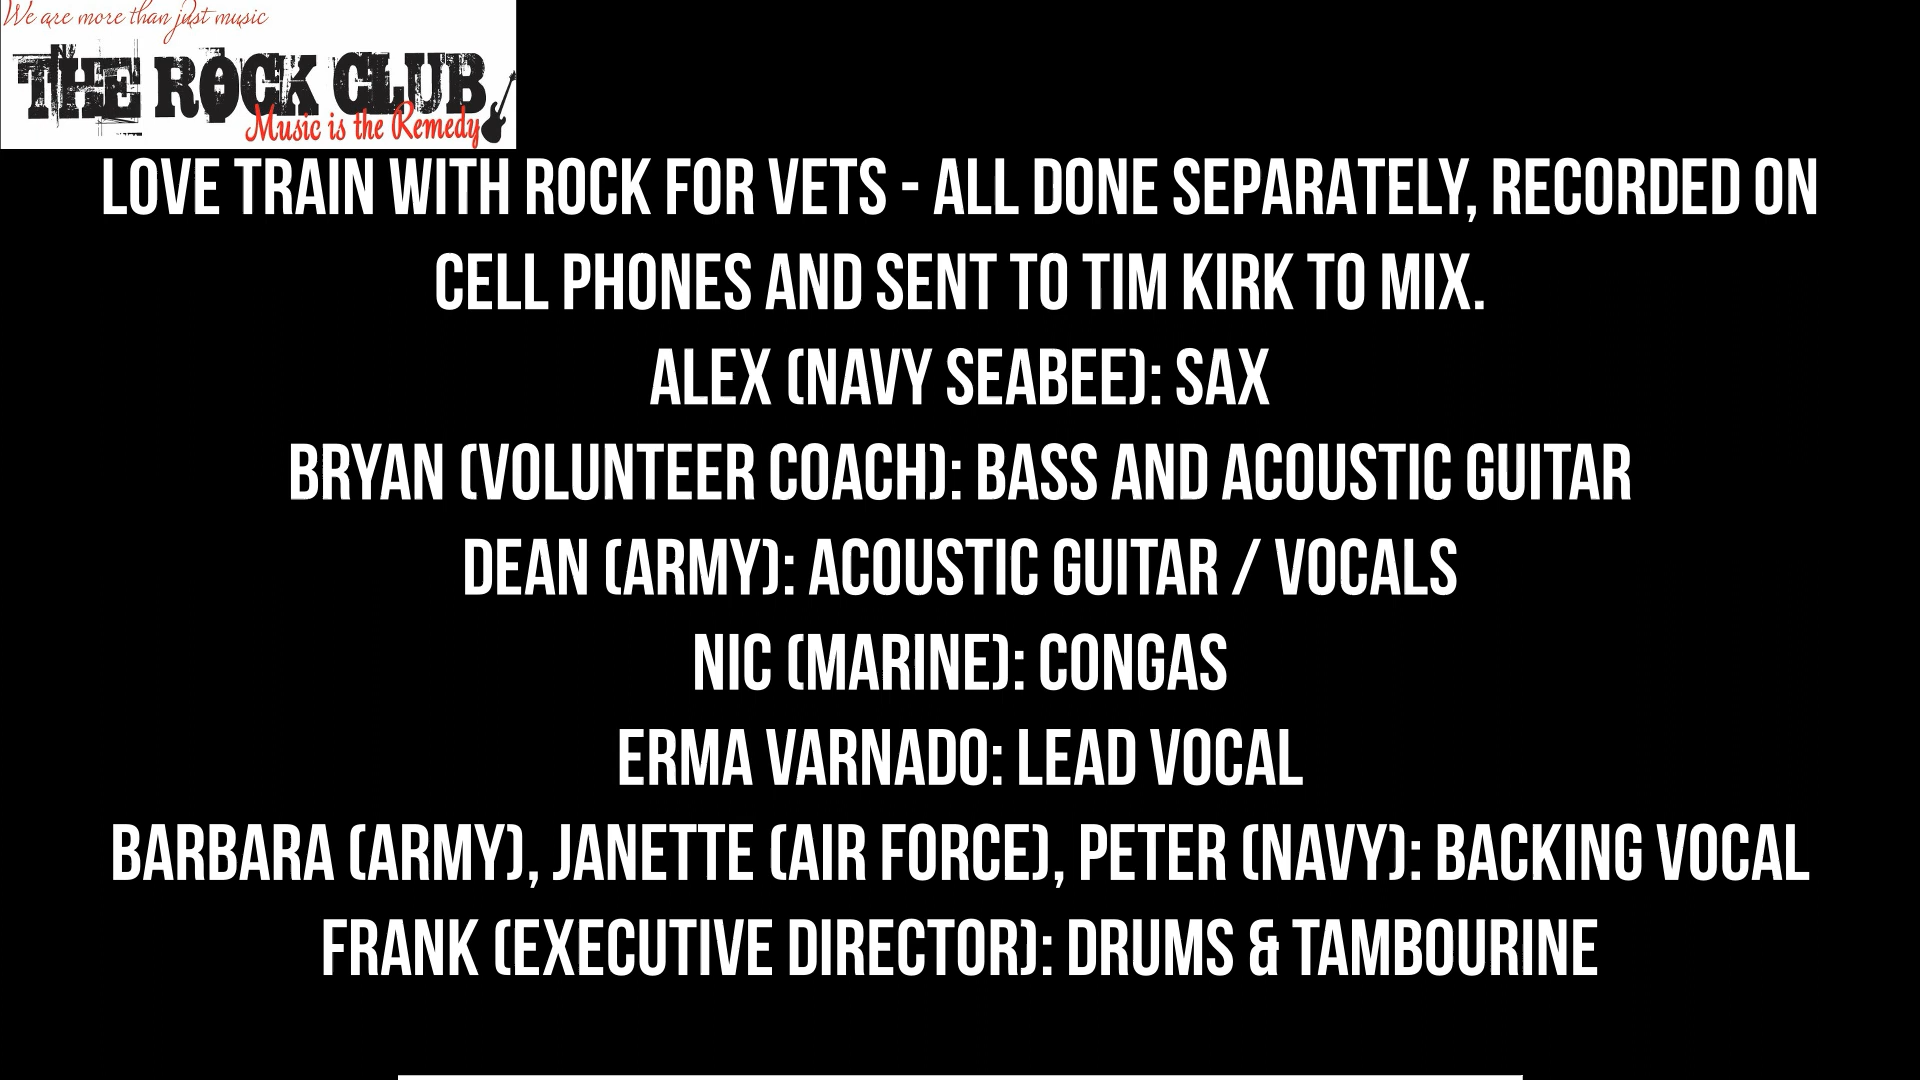 We are more than just music
THE ROCK CLUB
Music is the Remedy
LOVE TRAIN WITH ROCK FOR VETS - ALL DONE SEPARATELY, RECORDED ON
CELL PHONES AND SENT TO TIM KIRK TO MIX.
ALEX (NAVY SEABEE): SAX
BRYAN (VOLUNTEER COACH): BASS AND ACOUSTIC GUITAR
DEAN (ARMY): ACOUSTIC GUITAR / VOCALS
NIC (MARINE): CONGAS
ERMA VARNADO: LEAD VOCAL
BARBARA (ARMY), JANETTE (AIR FORCE), PETER (NAVY): BACKING VOCAL
FRANK (EXECUTIVE DIRECTOR): DRUMS & TAMBOURINE